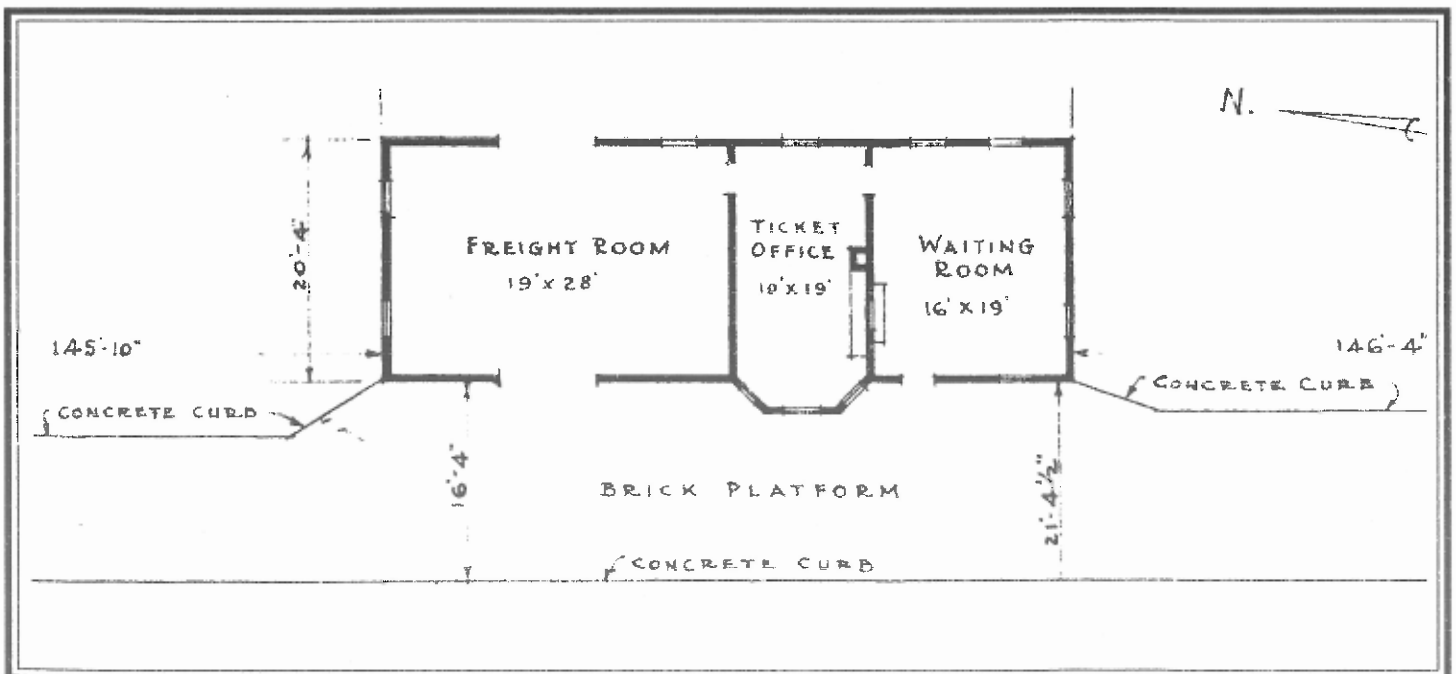 N.
20'-4"
FREIGHT ROOM
19' x 28'
TICKET
OFFICE
10' x 19'
WAITING
ROOM
16' X 19'
145'-10"
146'-4"
CONCRETE CURB
CONCRETE CURB
16'-4"
BRICK PLATFORM
21'-4½"
CONCRETE CURB